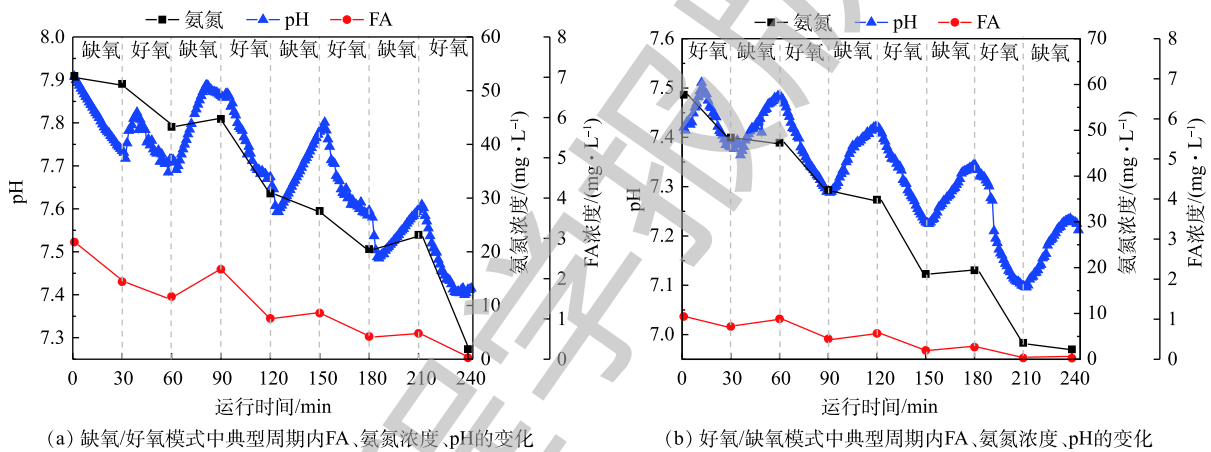 氨氮 pH FA
8.0 60 8
缺氧 好氧 缺氧 好氧 缺氧 好氧 缺氧 好氧
7.9 50 7
7.8 6
40
7.7 5
pH
7.6 30 4
氨氮浓度/(mg·L⁻¹)
FA浓度/(mg·L⁻¹)
7.5 20 3
7.4 10 2
7.3 1
0 0
0 30 60 90 120 150 180 210 240
运行时间/min
(a) 缺氧/好氧模式中典型周期内FA、氨氮浓度、pH的变化
氨氮 pH FA
7.6 70 8
好氧 缺氧 好氧 缺氧 好氧 缺氧 好氧 缺氧
7.5 60 7
7.4 50 6
5
7.3 40 4
pH
7.2 30 3
氨氮浓度/(mg·L⁻¹)
FA浓度/(mg·L⁻¹)
7.1 20 2
7.0 10 1
0 0
0 30 60 90 120 150 180 210 240
运行时间/min
(b) 好氧/缺氧模式中典型周期内FA、氨氮浓度、pH的变化